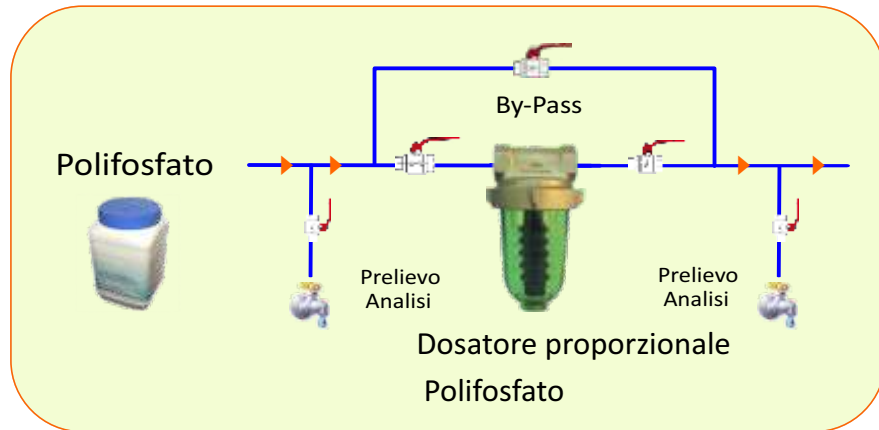 By-Pass
Polifosfato
Prelievo
Analisi
Prelievo
Analisi
Dosatore proporzionale
Polifosfato